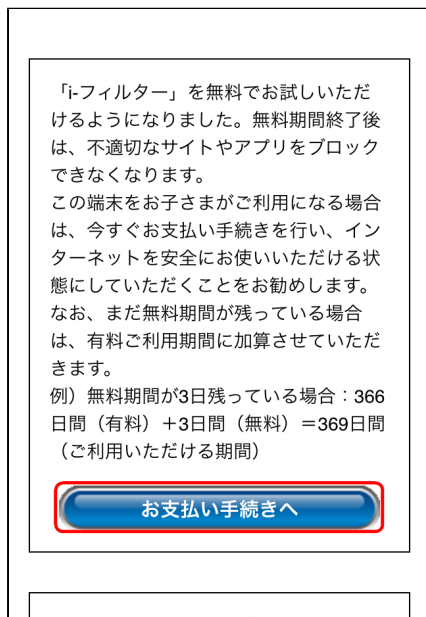 「i-フィルター」を無料でお試しいただ
けるようになりました。無料期間終了後
は、不適切なサイトやアプリをブロック
できなくなります。
この端末をお子さまがご利用になる場合
は、今すぐお支払い手続きを行い、イン
ターネットを安全にお使いいただける状
態にしていただくことをお勧めします。
なお、まだ無料期間が残っている場合
は、有料ご利用期間に加算させていただ
きます。
例）無料期間が3日残っている場合：366
日間（有料）＋3日間（無料）＝369日間
（ご利用いただける期間）
お支払い手続きへ